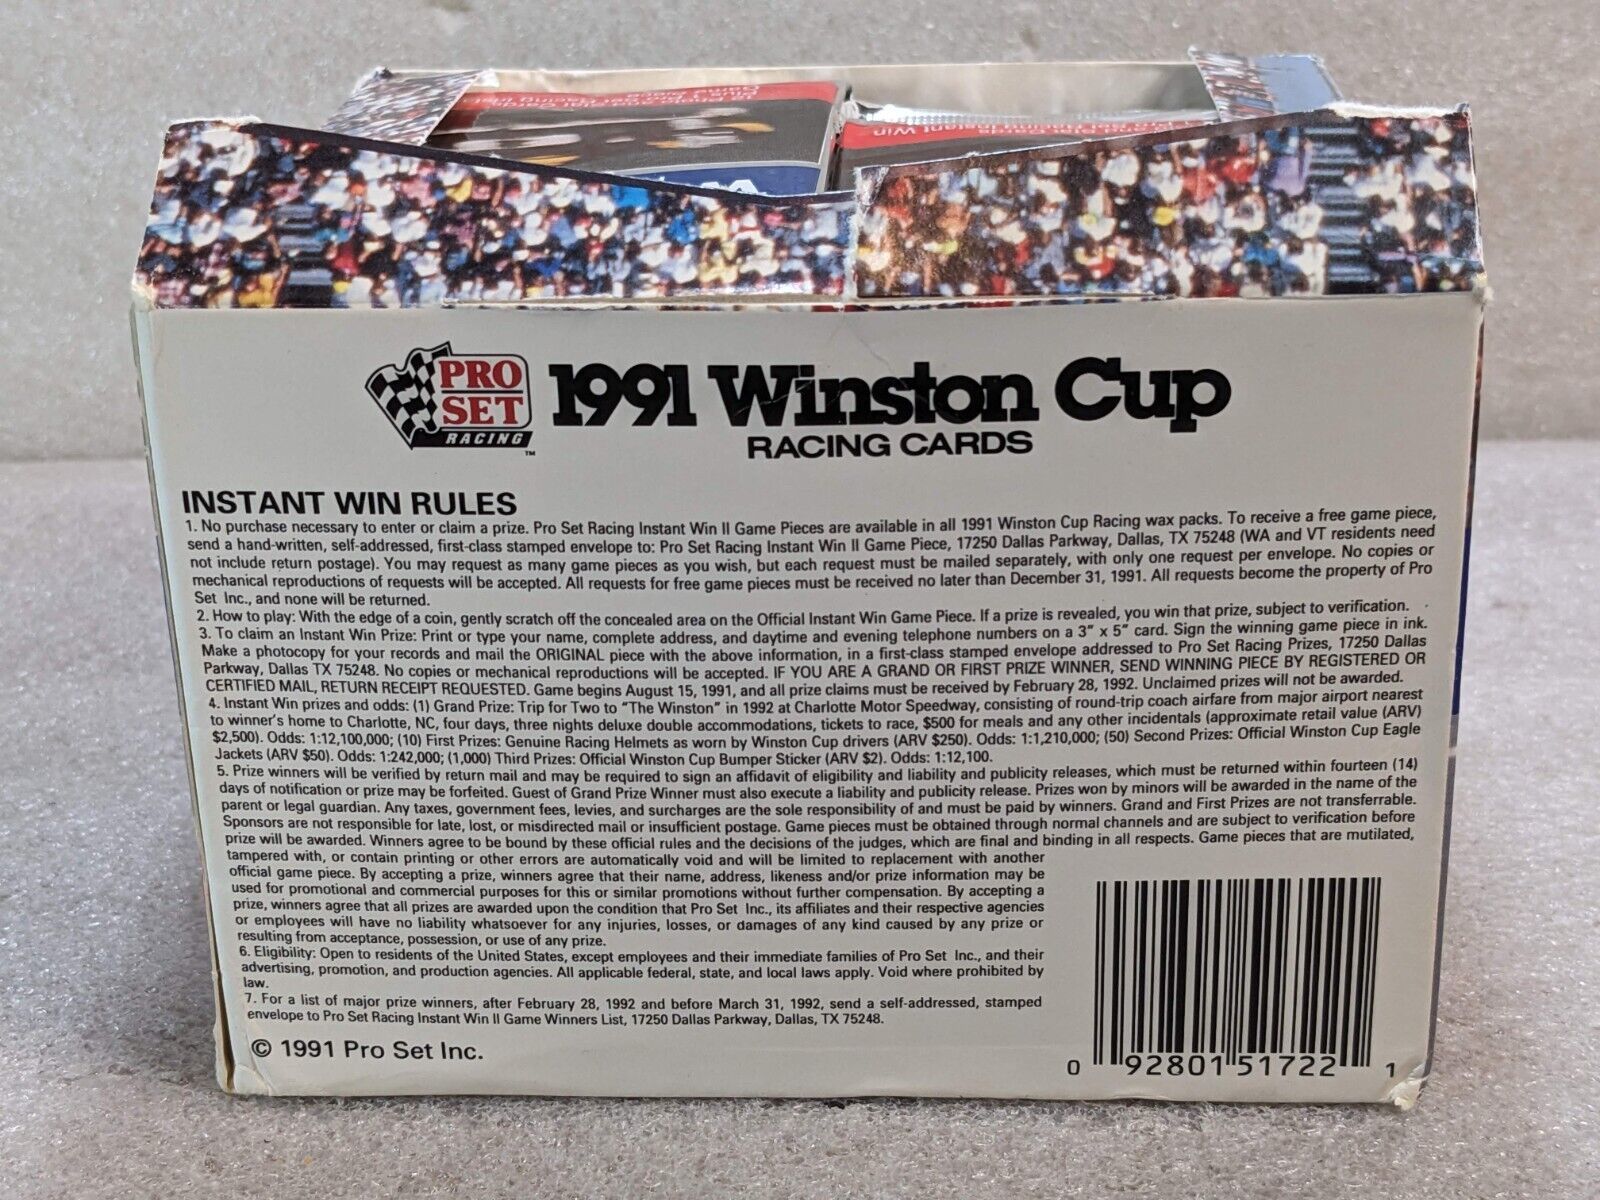 PRO
SET
RACING
™
1991 Winston Cup
RACING CARDS
INSTANT WIN RULES
1. No purchase necessary to enter or claim a prize. Pro Set Racing Instant Win II Game Pieces are available in all 1991 Winston Cup Racing wax packs. To receive a free game piece,
send a hand-written, self-addressed, first-class stamped envelope to: Pro Set Racing Instant Win II Game Piece, 17250 Dallas Parkway, Dallas, TX 75248 (WA and VT residents need
not include return postage). You may request as many game pieces as you wish, but each request must be mailed separately, with only one request per envelope. No copies or
mechanical reproductions of requests will be accepted. All requests for free game pieces must be received no later than December 31, 1991. All requests become the property of Pro
Set Inc., and none will be returned.
2. How to play: With the edge of a coin, gently scratch off the concealed area on the Official Instant Win Game Piece. If a prize is revealed, you win that prize, subject to verification.
3. To claim an Instant Win Prize: Print or type your name, complete address, and daytime and evening telephone numbers on a 3" x 5" card. Sign the winning game piece in ink.
Make a photocopy for your records and mail the ORIGINAL piece with the above information, in a first-class stamped envelope addressed to Pro Set Racing Prizes, 17250 Dallas
Parkway, Dallas TX 75248. No copies or mechanical reproductions will be accepted. IF YOU ARE A GRAND OR FIRST PRIZE WINNER, SEND WINNING PIECE BY REGISTERED OR
CERTIFIED MAIL, RETURN RECEIPT REQUESTED. Game begins August 15, 1991, and all prize claims must be received by February 28, 1992. Unclaimed prizes will not be awarded.
4. Instant Win prizes and odds: (1) Grand Prize: Trip for Two to "The Winston" in 1992 at Charlotte Motor Speedway, consisting of round-trip coach airfare from major airport nearest
to winner's home to Charlotte, NC, four days, three nights deluxe double accommodations, tickets to race, $500 for meals and any other incidentals (approximate retail value (ARV)
$2,500). Odds: 1:12,100,000; (10) First Prizes: Genuine Racing Helmets as worn by Winston Cup drivers (ARV $250). Odds: 1:1,210,000; (50) Second Prizes: Official Winston Cup Eagle
Jackets (ARV $50). Odds: 1:242,000; (1,000) Third Prizes: Official Winston Cup Bumper Sticker (ARV $2). Odds: 1:12,100.
5. Prize winners will be verified by return mail and may be required to sign an affidavit of eligibility and liability and publicity releases, which must be returned within fourteen (14)
days of notification or prize may be forfeited. Guest of Grand Prize Winner must also execute a liability and publicity release. Prizes won by minors will be awarded in the name of the
parent or legal guardian. Any taxes, government fees, levies, and surcharges are the sole responsibility of and must be paid by winners. Grand and First Prizes are not transferrable.
Sponsors are not responsible for late, lost, or misdirected mail or insufficient postage. Game pieces must be obtained through normal channels and are subject to verification before
prize will be awarded. Winners agree to be bound by these official rules and the decisions of the judges, which are final and binding in all respects. Game pieces that are mutilated,
tampered with, or contain printing or other errors are automatically void and will be limited to replacement with another
official game piece. By accepting a prize, winners agree that their name, address, likeness and/or prize information may be
used for promotional and commercial purposes for this or similar promotions without further compensation. By accepting a
prize, winners agree that all prizes are awarded upon the condition that Pro Set Inc., its affiliates and their respective agencies
or employees will have no liability whatsoever for any injuries, losses, or damages of any kind caused by any prize or
resulting from acceptance, possession, or use of any prize.
6. Eligibility: Open to residents of the United States, except employees and their immediate families of Pro Set Inc., and their
advertising, promotion, and production agencies. All applicable federal, state, and local laws apply. Void where prohibited by
law.
7. For a list of major prize winners, after February 28, 1992 and before March 31, 1992, send a self-addressed, stamped
envelope to Pro Set Racing Instant Win II Game Winners List, 17250 Dallas Parkway, Dallas, TX 75248.
© 1991 Pro Set Inc.
0 92801 51722 1